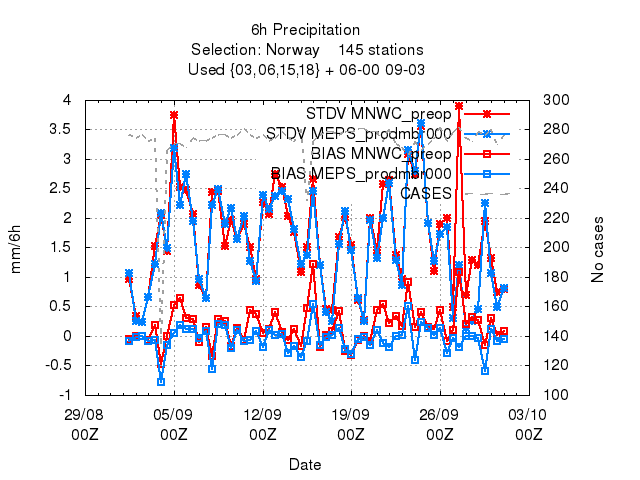 6h Precipitation
Selection: Norway 145 stations
Used {03,06,15,18} + 06-00 09-03
STDV MNWC_preop
STDV MEPS_prodmbr000
BIAS MNWC_preop
BIAS MEPS_prodmbr000
CASES
mm/6h
4
3.5
3
2.5
2
1.5
1
0.5
0
-0.5
-1
300
280
260
240
220
200
180
160
140
120
100
No cases
29/08 05/09 12/09 19/09 26/09 03/10
00Z 00Z 00Z 00Z 00Z 00Z
Date